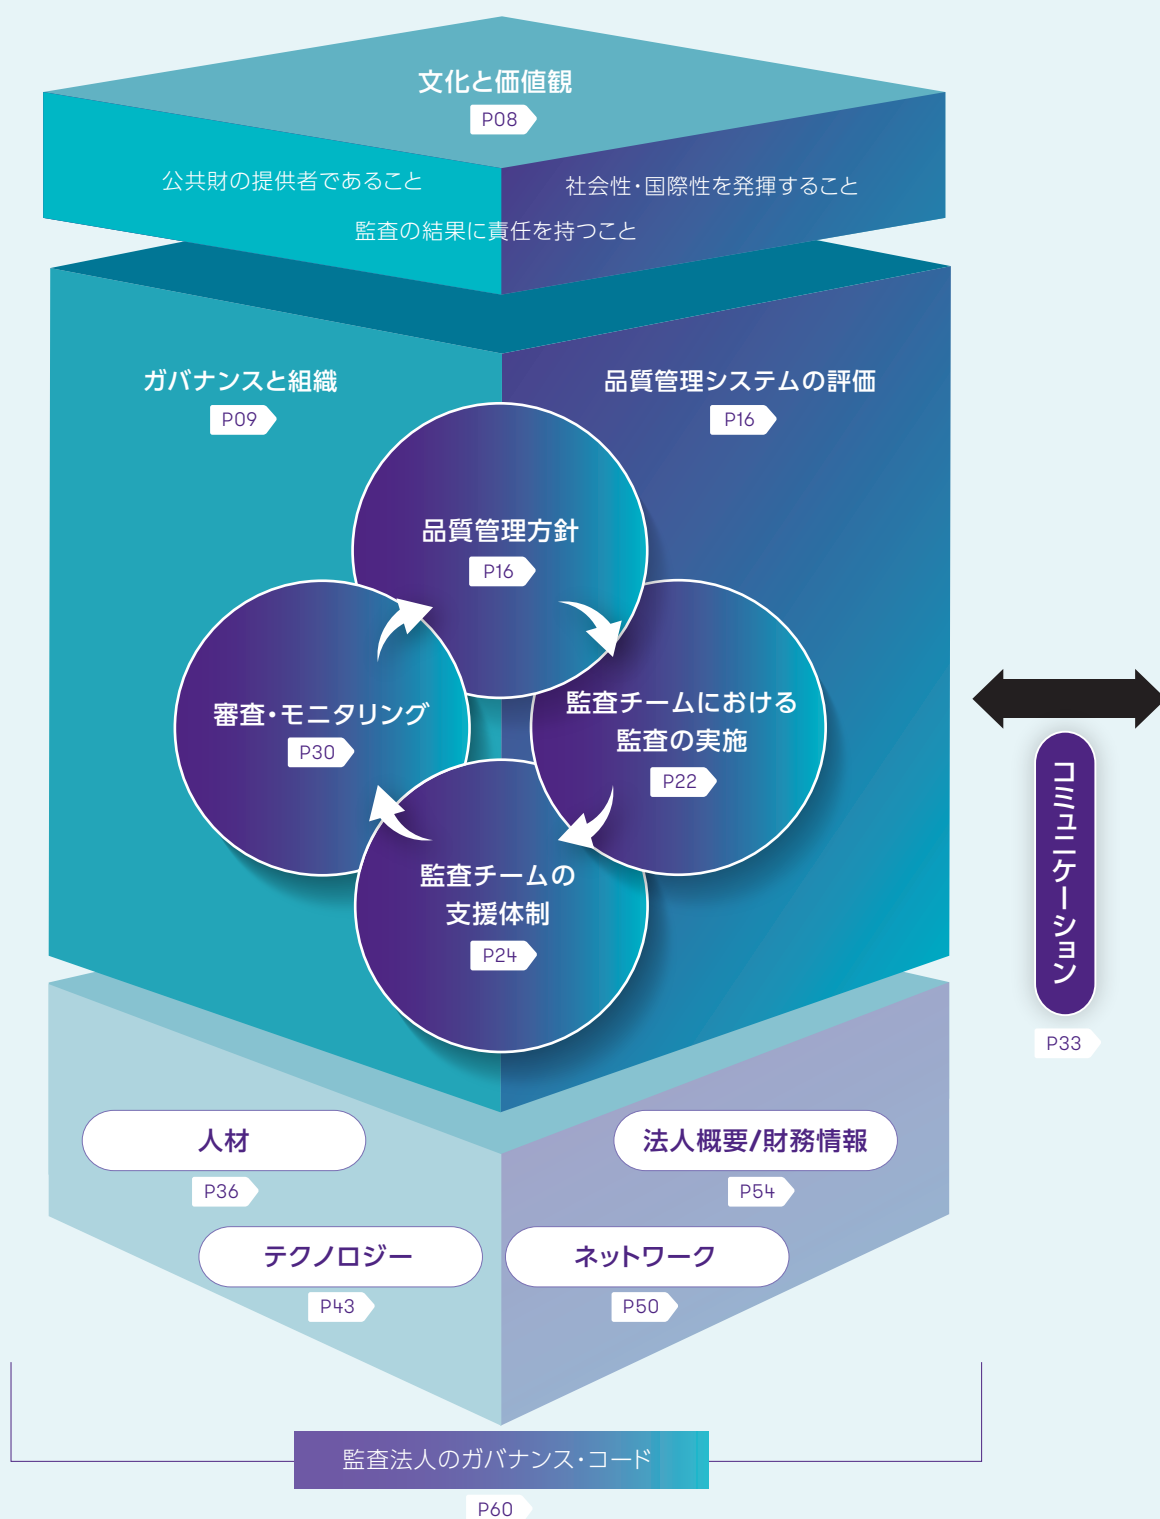 文化と価値観
P08
公共財の提供者であること
社会性・国際性を発揮すること
監査の結果に責任を持つこと
ガバナンスと組織
P09
品質管理システムの評価
P16
品質管理方針
P16
審査・モニタリング
P30
監査チームにおける
監査の実施
P22
監査チームの
支援体制
P24
コミュニケーション
P33
人材
P36
法人概要/財務情報
P54
テクノロジー
P43
ネットワーク
P50
監査法人のガバナンス・コード
P60